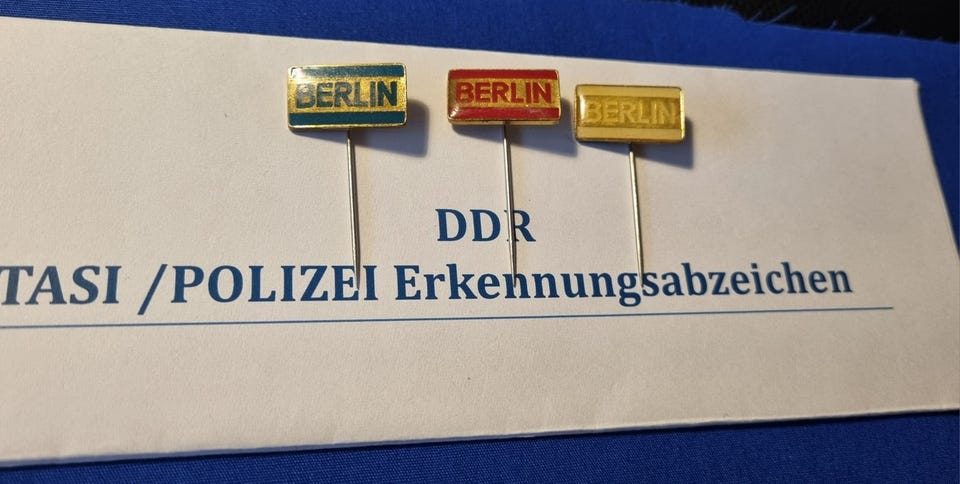 BERLIN BERLIN BERLIN
DDR
TASI /POLIZEI Erkennungsabzeichen